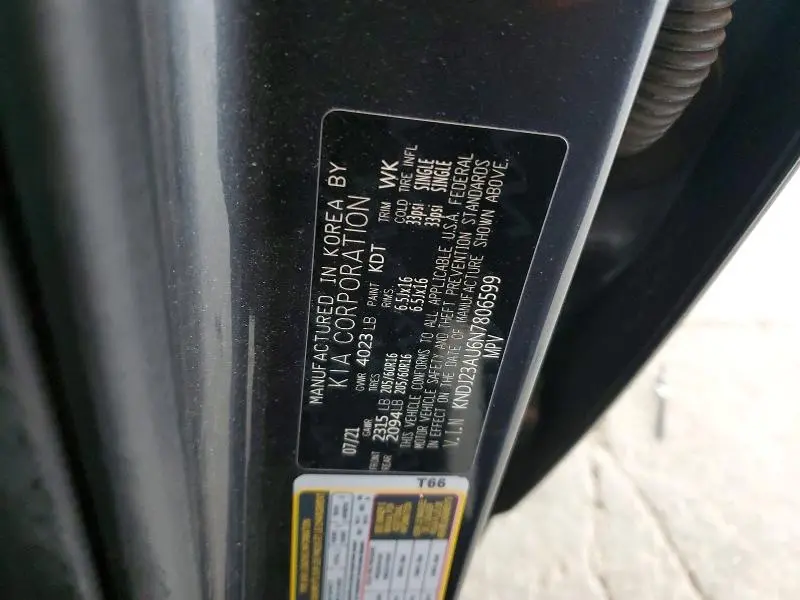 MANUFACTURED IN KOREA BY
KIA CORPORATION
07/21 GVWR 4023 LB PAINT KDT TRIM WK
GAWR TIRES RIMS COLD TIRE INFL
FRONT 2315 LB 205/60R16 6.5Jx16 33psi SINGLE
REAR 2094 LB 205/60R16 6.5Jx16 33psi SINGLE
THIS VEHICLE CONFORMS TO ALL APPLICABLE U.S.A. FEDERAL
MOTOR VEHICLE SAFETY AND THEFT PREVENTION STANDARDS
IN EFFECT ON THE DATE OF MANUFACTURE SHOWN ABOVE.
V.I.N KNDJ23AU6N7806599
MPV
T66